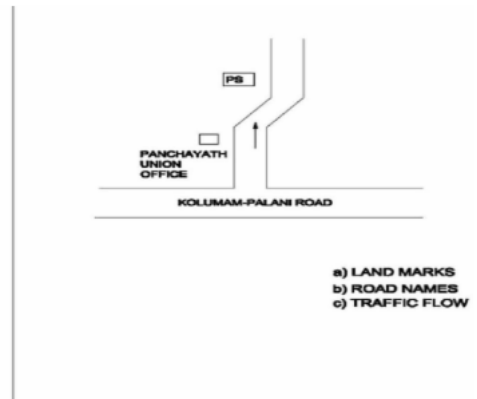 PS
PANCHAYATH
UNION
OFFICE
KOLUMAM-PALANI ROAD
a) LAND MARKS
b) ROAD NAMES
c) TRAFFIC FLOW